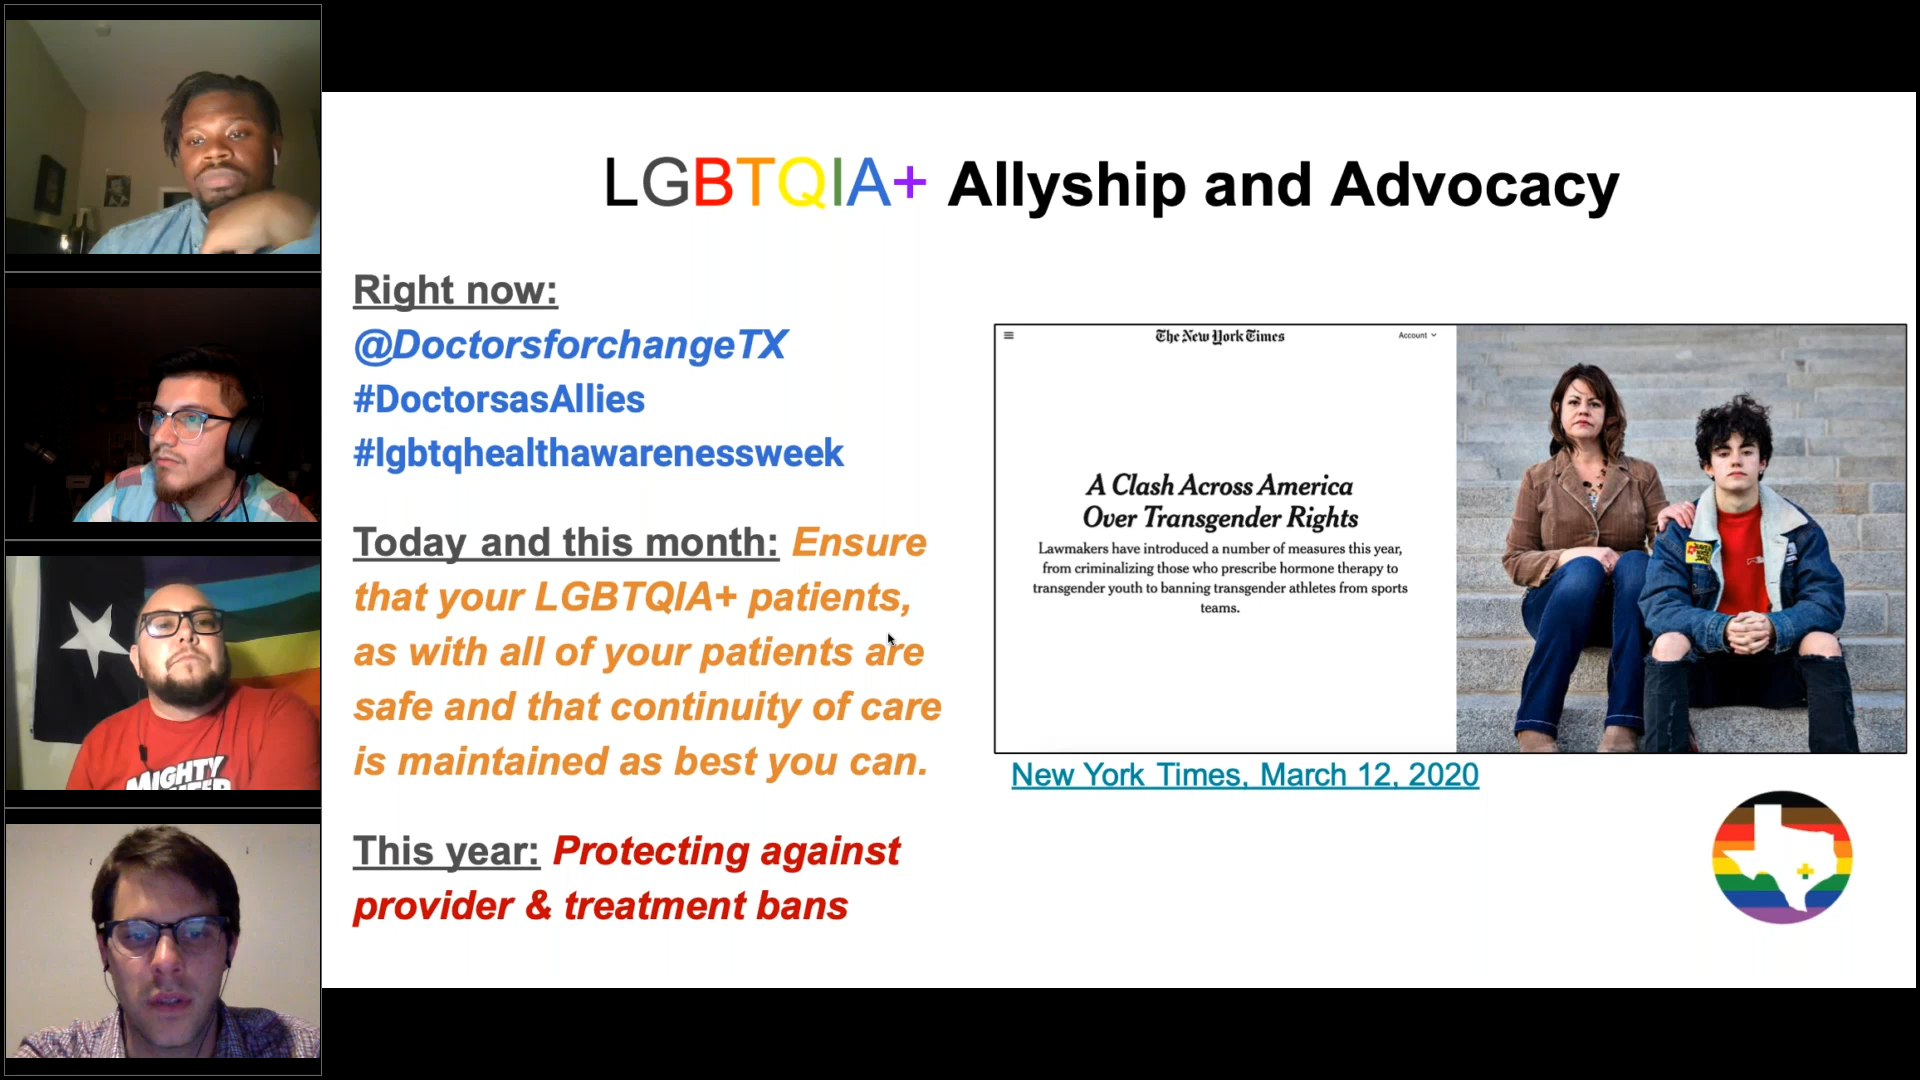 LGBTQIA+ Allyship and Advocacy
Right now:
@DoctorsforchangeTX
#DoctorsasAllies
#lgbtqhealthawarenessweek
Today and this month: Ensure
that your LGBTQIA+ patients,
as with all of your patients are
safe and that continuity of care
is maintained as best you can.
This year: Protecting against
provider & treatment bans
The New York Times
Account
A Clash Across America
Over Transgender Rights
Lawmakers have introduced a number of measures this year,
from criminalizing those who prescribe hormone therapy to
transgender youth to banning transgender athletes from sports
teams.
New York Times, March 12, 2020
MIGHTY